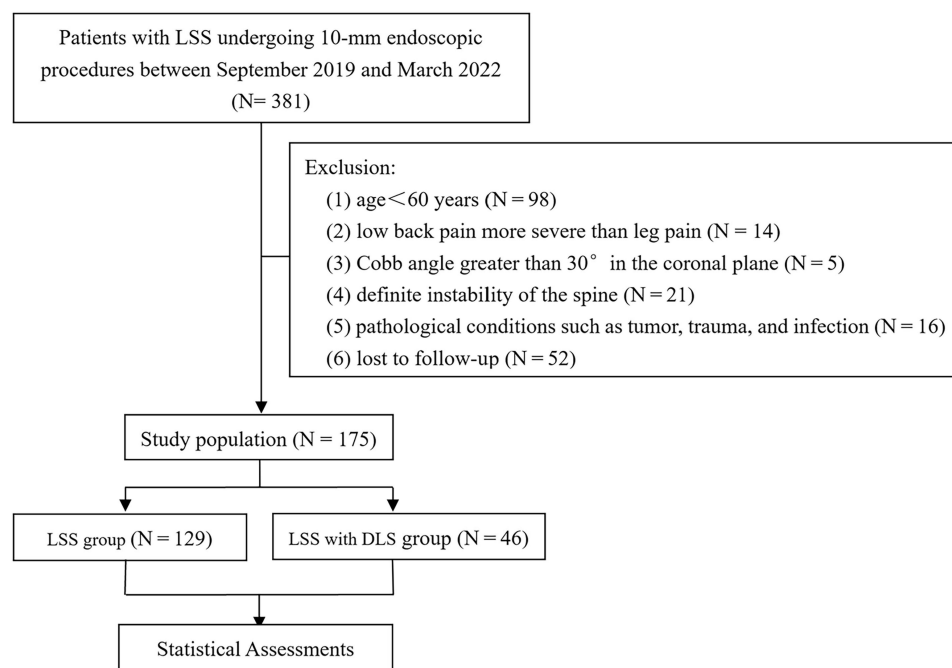 Patients with LSS undergoing 10-mm endoscopic
procedures between September 2019 and March 2022
(N= 381)
Exclusion:
(1) age＜60 years (N = 98)
(2) low back pain more severe than leg pain (N = 14)
(3) Cobb angle greater than 30° in the coronal plane (N = 5)
(4) definite instability of the spine (N = 21)
(5) pathological conditions such as tumor, trauma, and infection (N = 16)
(6) lost to follow-up (N = 52)
Study population (N = 175)
LSS group (N = 129)
LSS with DLS group (N = 46)
Statistical Assessments